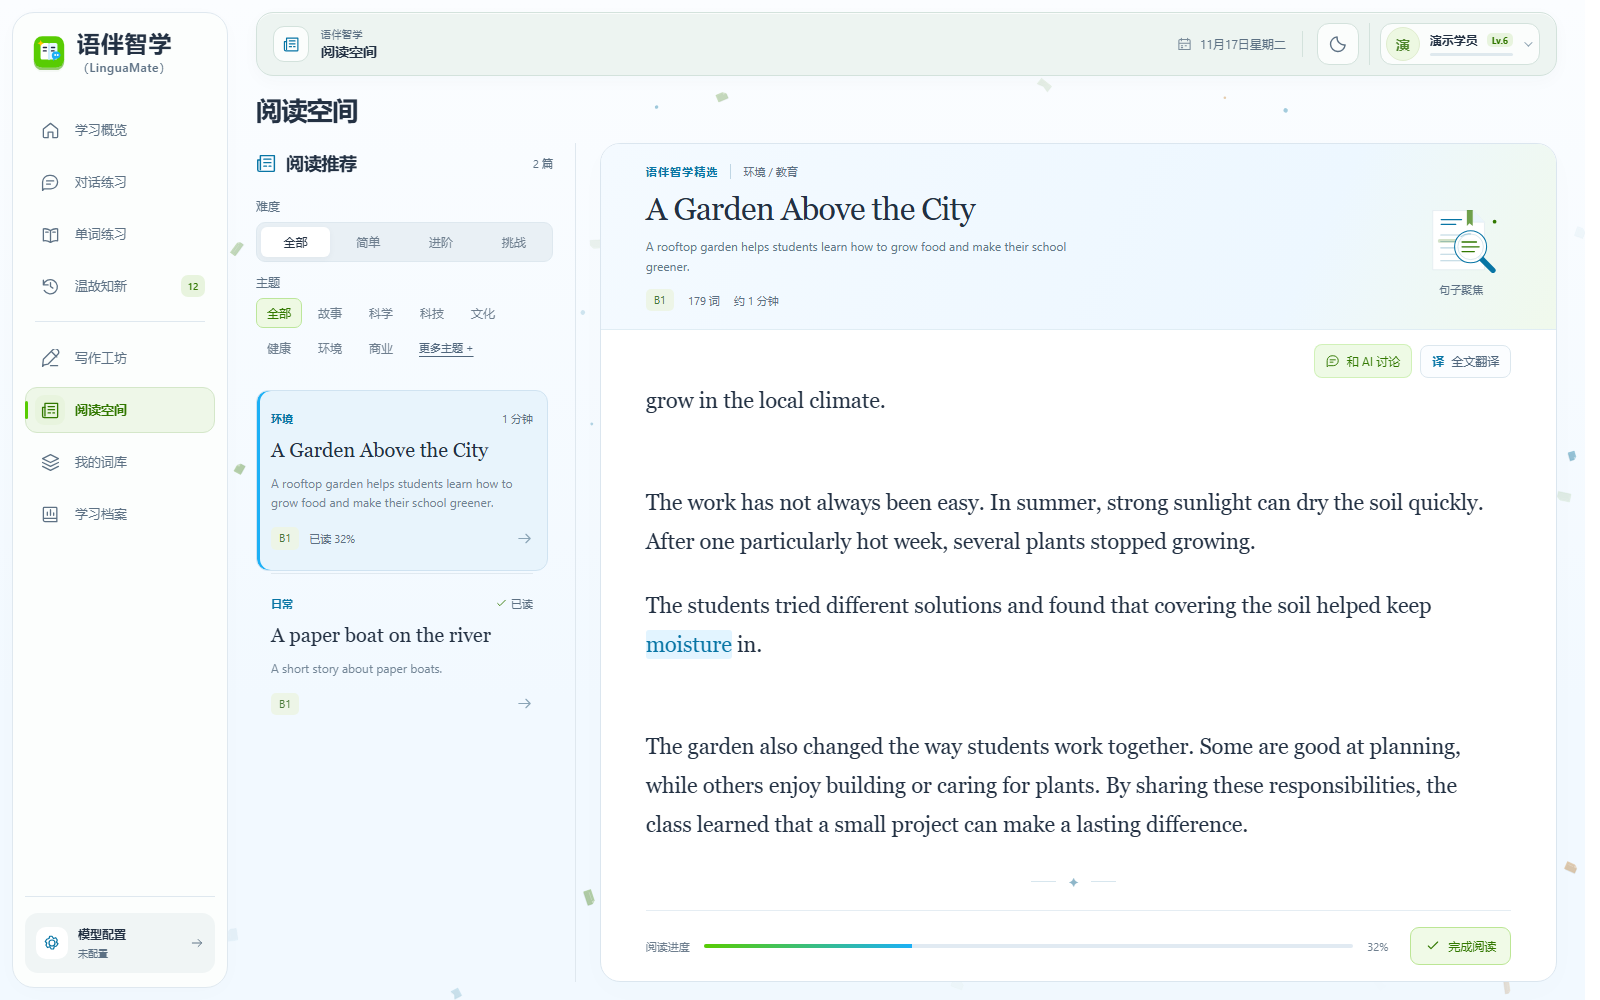 语伴智学
（LinguaMate）
学习概览
对话练习
单词练习
温故知新
12
写作工坊
阅读空间
我的词库
学习档案
模型配置
未配置
语伴智学
阅读空间
11月17日星期二
演
演示学员
Lv.6
阅读空间
阅读推荐
2 篇
难度
全部
简单
进阶
挑战
主题
全部
故事
科学
科技
文化
健康
环境
商业
更多主题 +
环境
1 分钟
A Garden Above the City
A rooftop garden helps students learn how to
grow food and make their school greener.
B1
已读 32%
日常
已读
A paper boat on the river
A short story about paper boats.
B1
语伴智学精选
环境 / 教育
A Garden Above the City
A rooftop garden helps students learn how to grow food and make their school
greener.
B1
179 词
约 1 分钟
句子聚焦
和 AI 讨论
译 全文翻译
grow in the local climate.
The work has not always been easy. In summer, strong sunlight can dry the soil quickly.
After one particularly hot week, several plants stopped growing.
The students tried different solutions and found that covering the soil helped keep
moisture in.
The garden also changed the way students work together. Some are good at planning,
while others enjoy building or caring for plants. By sharing these responsibilities, the
class learned that a small project can make a lasting difference.
阅读进度
32%
完成阅读